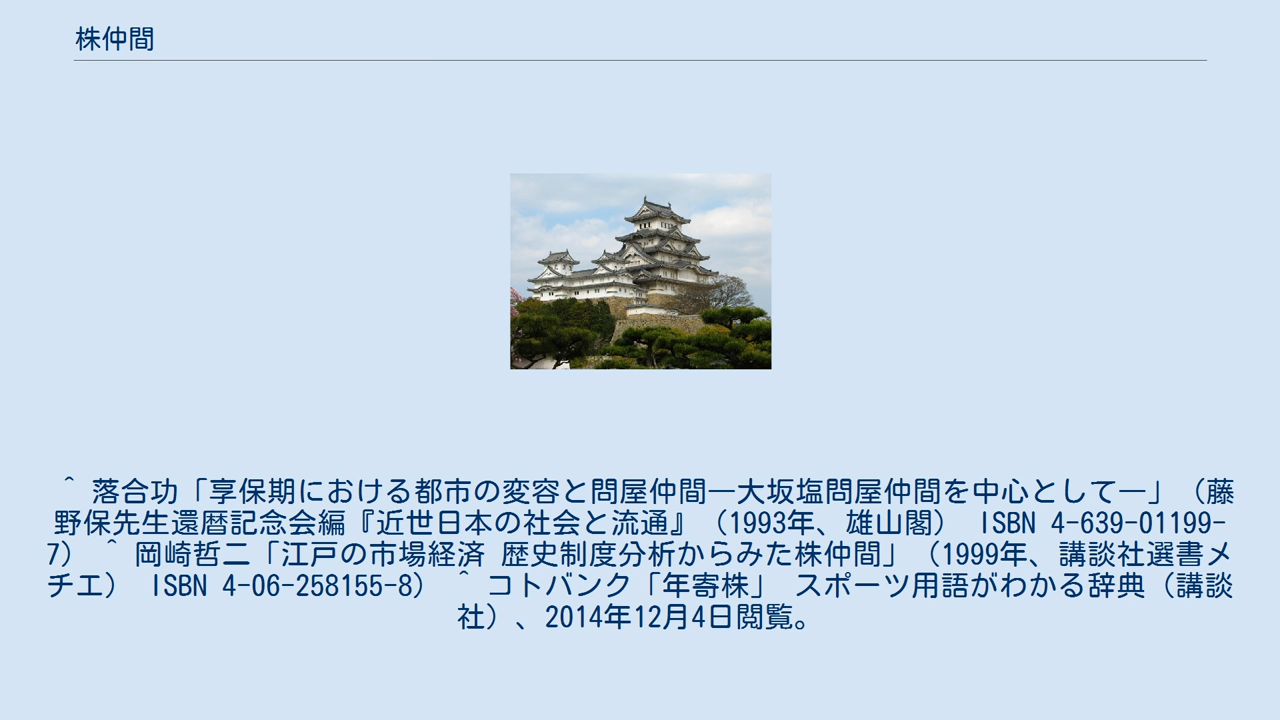 株仲間
＾ 落合功「享保期における都市の変容と問屋仲間―大坂塩問屋仲間を中心として―」（藤
野保先生還暦記念会編『近世日本の社会と流通』（1993年、雄山閣） ISBN 4-639-01199-
7） ＾ 岡崎哲二「江戸の市場経済 歴史制度分析からみた株仲間」（1999年、講談社選書メ
チエ） ISBN 4-06-258155-8） ＾ コトバンク「年寄株」 スポーツ用語がわかる辞典（講談
社）、2014年12月4日閲覧。